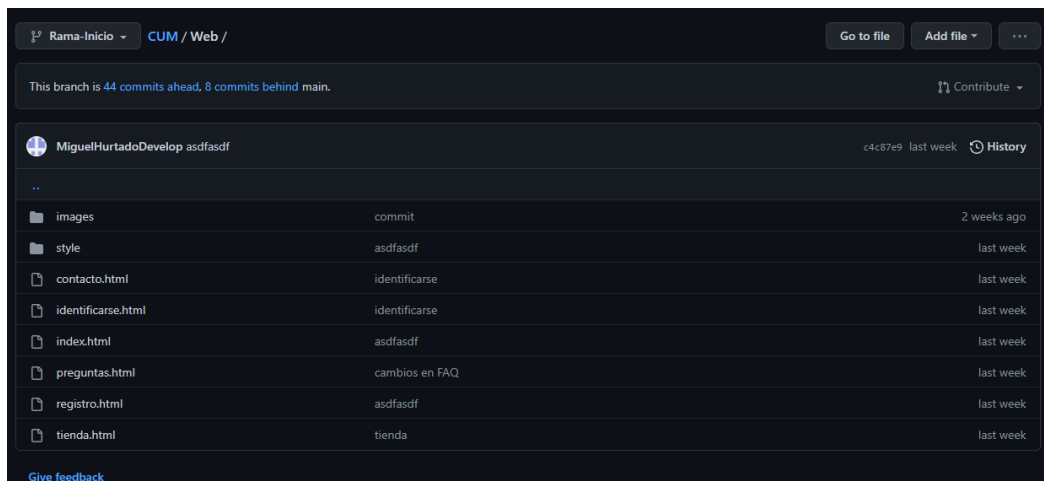 Rama-Inicio CUM / Web / Go to file Add file ...
This branch is 44 commits ahead, 8 commits behind main. Contribute
MiguelHurtadoDevelop asdfasdf c4c87e9 last week History
..
images commit 2 weeks ago
style asdfasdf last week
contacto.html identificarse last week
identificarse.html identificarse last week
index.html asdfasdf last week
preguntas.html cambios en FAQ last week
registro.html asdfasdf last week
tienda.html tienda last week
Give feedback